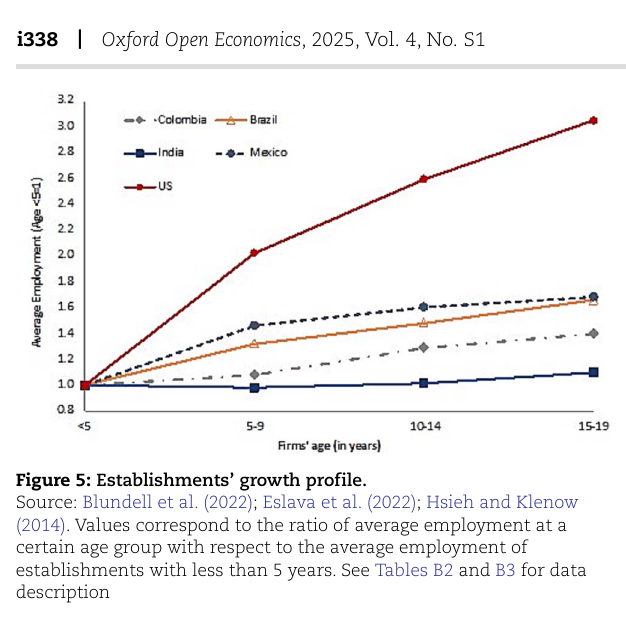 i338 | Oxford Open Economics, 2025, Vol. 4, No. S1
3.2
3.0
2.8
2.6
2.4
2.2
2.0
1.8
1.6
1.4
1.2
1.0
0.8
Average Employment (Age <5=1)
Colombia
Brazil
India
Mexico
US
<5
5-9
10-14
15-19
Firms' age (in years)
Figure 5: Establishments’ growth profile.
Source: Blundell et al. (2022); Eslava et al. (2022); Hsieh and Klenow
(2014). Values correspond to the ratio of average employment at a
certain age group with respect to the average employment of
establishments with less than 5 years. See Tables B2 and B3 for data
description